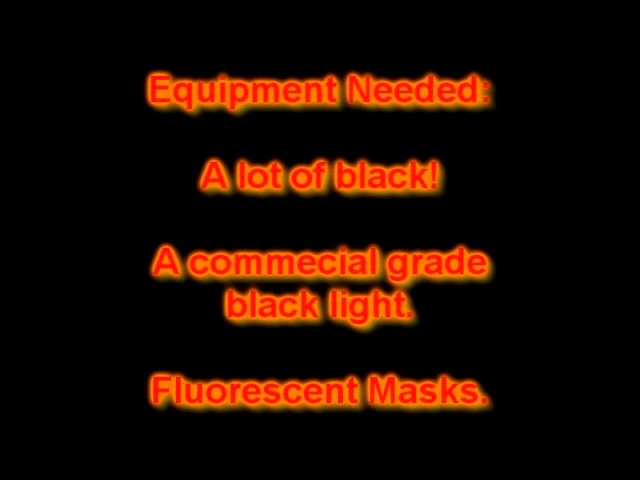 Equipment Needed:
A lot of black!
A commecial grade
black light.
Fluorescent Masks.